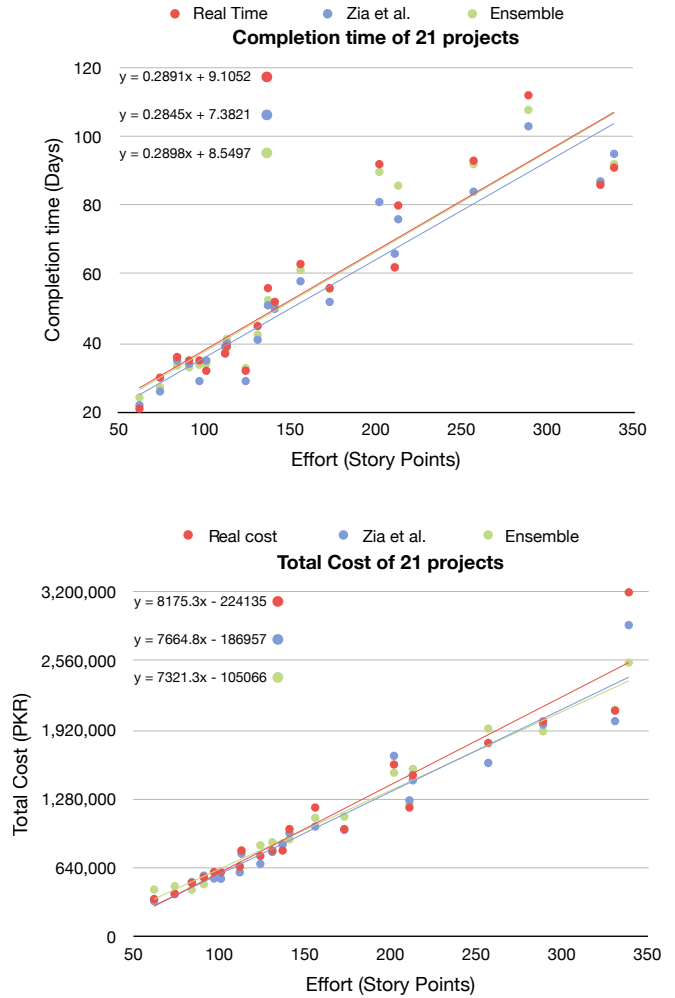 Real Time Zia et al. Ensemble
Completion time of 21 projects
120
y = 0.2891x + 9.1052
y = 0.2845x + 7.3821
100
y = 0.2898x + 8.5497
80
60
40
20
Completion time (Days)
50 100 150 200 250 300 350
Effort (Story Points)
Real cost Zia et al. Ensemble
Total Cost of 21 projects
3,200,000
y = 8175.3x - 224135
y = 7664.8x - 186957
2,560,000
y = 7321.3x - 105066
1,920,000
1,280,000
640,000
0
Total Cost (PKR)
50 100 150 200 250 300 350
Effort (Story Points)